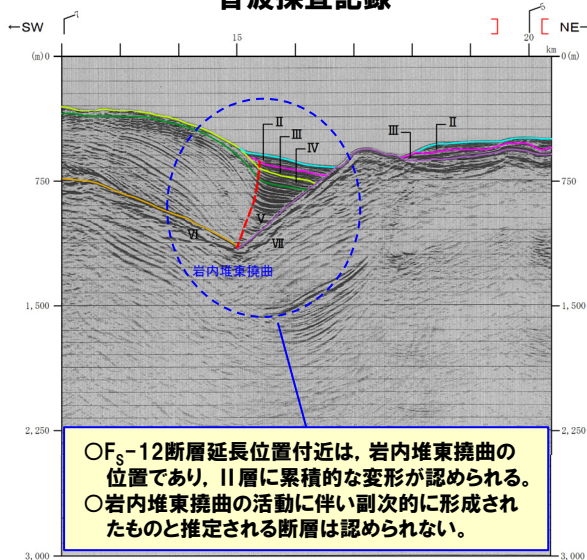 音波探査記録
←SW
7
6
NE→
(m) 0
15
20
km
0 (m)
II
III
IV
III
II
750
V
VI
VII
750
岩内堆東撓曲
1,500
1,500
2,250
2,250
○FS-12断層延長位置付近は，岩内堆東撓曲の
位置であり，II層に累積的な変形が認められる。
○岩内堆東撓曲の活動に伴い副次的に形成され
たものと推定される断層は認められない。
3,000
3,000